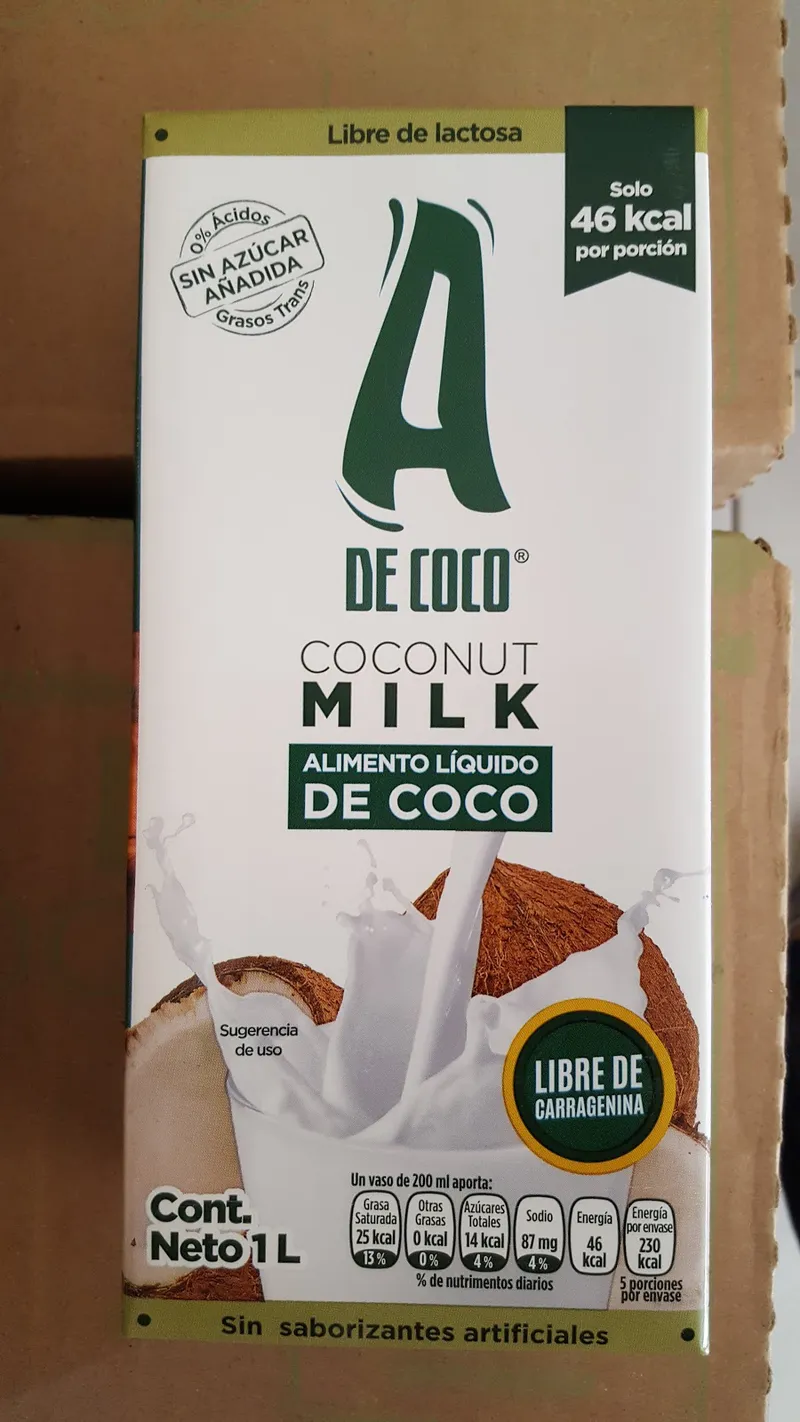 Libre de lactosa
Solo
46 kcal
por porción
0% Ácidos
SIN AZÚCAR
AÑADIDA
Grasos Trans
A
DE COCO®
COCONUT
MILK
ALIMENTO LÍQUIDO
DE COCO
Sugerencia
de uso
LIBRE DE
CARRAGENINA
Cont.
Neto 1 L
Un vaso de 200 ml aporta:
Grasa
Saturada
25 kcal
13%
Otras
Grasas
0 kcal
0%
Azúcares
Totales
14 kcal
4%
Sodio
87 mg
4%
Energía
46
kcal
Energía
por envase
230
kcal
% de nutrimentos diarios
5 porciones
por envase
Sin saborizantes artificiales